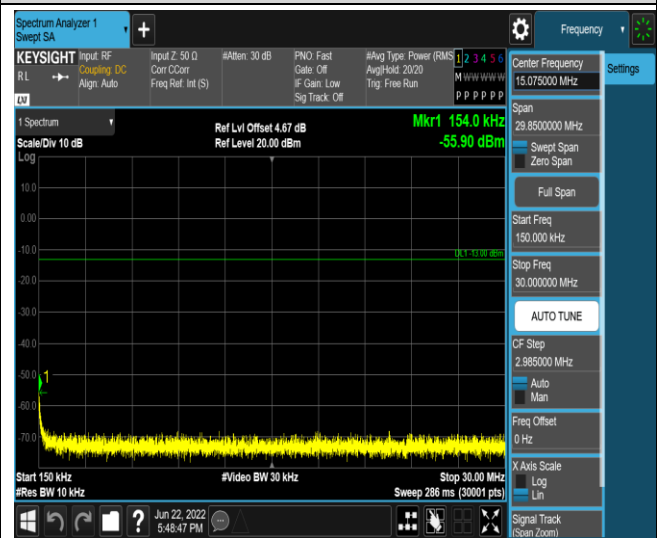 Spectrum Analyzer 1
Swept SA
+
Frequency
KEYSIGHT
RL
LXI
Input: RF
Coupling: DC
Align: Auto
Input Z: 50 Ω
Corr CCorr
Freq Ref: Int (S)
#Atten: 30 dB
PNO: Fast
Gate: Off
IF Gain: Low
Sig Track: Off
#Avg Type: Power (RMS
Avg|Hold: 20/20
Trig: Free Run
1 2 3 4 5 6
M W W W W W
P P P P P P
1 Spectrum
Scale/Div 10 dB
Log
Ref Lvl Offset 4.67 dB
Ref Level 20.00 dBm
Mkr1 154.0 kHz
-55.90 dBm
10.0
0.00
-10.0
DL1 -13.00 dBm
-20.0
-30.0
-40.0
-50.0
1
-60.0
-70.0
Start 150 kHz
#Res BW 10 kHz
#Video BW 30 kHz
Stop 30.00 MHz
Sweep 286 ms (30001 pts)
?
Jun 22, 2022
5:48:47 PM
Center Frequency
15.075000 MHz
Span
29.8500000 MHz
Swept Span
Zero Span
Full Span
Start Freq
150.000 kHz
Stop Freq
30.000000 MHz
AUTO TUNE
CF Step
2.985000 MHz
Auto
Man
Freq Offset
0 Hz
X Axis Scale
Log
Lin
Signal Track
(Span Zoom)
Settings